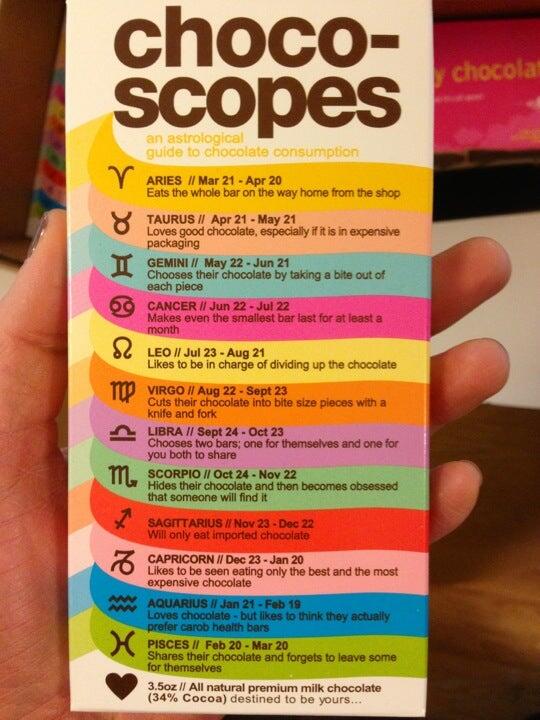 choco-
scopes
an astrological
guide to chocolate consumption
ARIES // Mar 21 - Apr 20
Eats the whole bar on the way home from the shop
TAURUS // Apr 21 - May 21
Loves good chocolate, especially if it is in expensive
packaging
GEMINI // May 22 - Jun 21
Chooses their chocolate by taking a bite out of
each piece
CANCER // Jun 22 - Jul 22
Makes even the smallest bar last for at least a
month
LEO // Jul 23 - Aug 21
Likes to be in charge of dividing up the chocolate
VIRGO // Aug 22 - Sept 23
Cuts their chocolate into bite size pieces with a
knife and fork
LIBRA // Sept 24 - Oct 23
Chooses two bars; one for themselves and one for
you both to share
SCORPIO // Oct 24 - Nov 22
Hides their chocolate and then becomes obsessed
that someone will find it
SAGITTARIUS // Nov 23 - Dec 22
Will only eat imported chocolate
CAPRICORN // Dec 23 - Jan 20
Likes to be seen eating only the best and the most
expensive chocolate
AQUARIUS // Jan 21 - Feb 19
Loves chocolate - but likes to think they actually
prefer carob health bars
PISCES // Feb 20 - Mar 20
Shares their chocolate and forgets to leave some
for themselves
3.5oz // All natural premium milk chocolate
(34% Cocoa) destined to be yours...
y chocolat